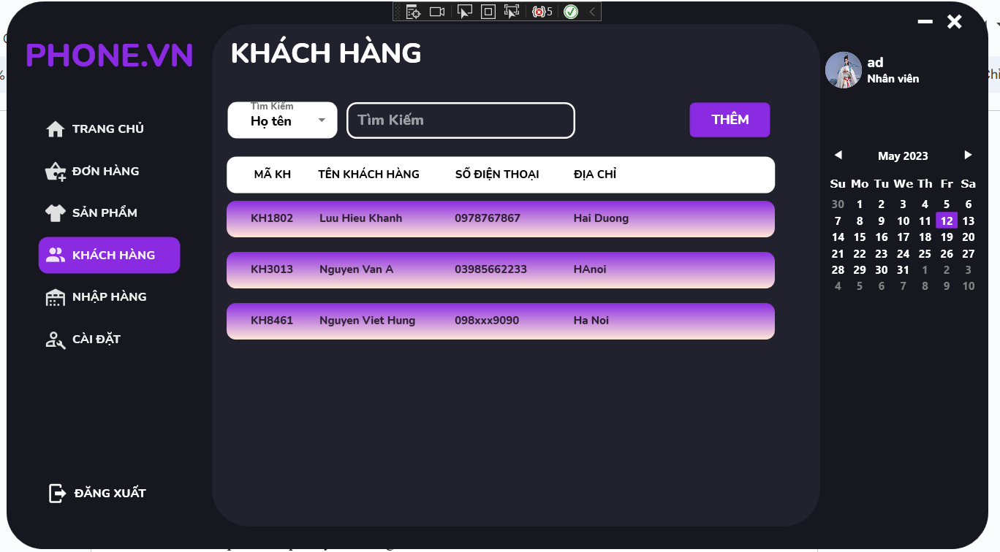 5
PHONE.VN
TRANG CHỦ
ĐƠN HÀNG
SẢN PHẨM
KHÁCH HÀNG
NHẬP HÀNG
CÀI ĐẶT
ĐĂNG XUẤT
KHÁCH HÀNG
Tìm Kiếm
Họ tên
Tìm Kiếm
THÊM
MÃ KH TÊN KHÁCH HÀNG SỐ ĐIỆN THOẠI ĐỊA CHỈ
KH1802 Luu Hieu Khanh 0978767867 Hai Duong
KH3013 Nguyen Van A 03985662233 HAnoi
KH8461 Nguyen Viet Hung 098xxx9090 Ha Noi
ad
Nhân viên
May 2023
Su Mo Tu We Th Fr Sa
30 1 2 3 4 5 6
7 8 9 10 11 12 13
14 15 16 17 18 19 20
21 22 23 24 25 26 27
28 29 30 31 1 2 3
4 5 6 7 8 9 10